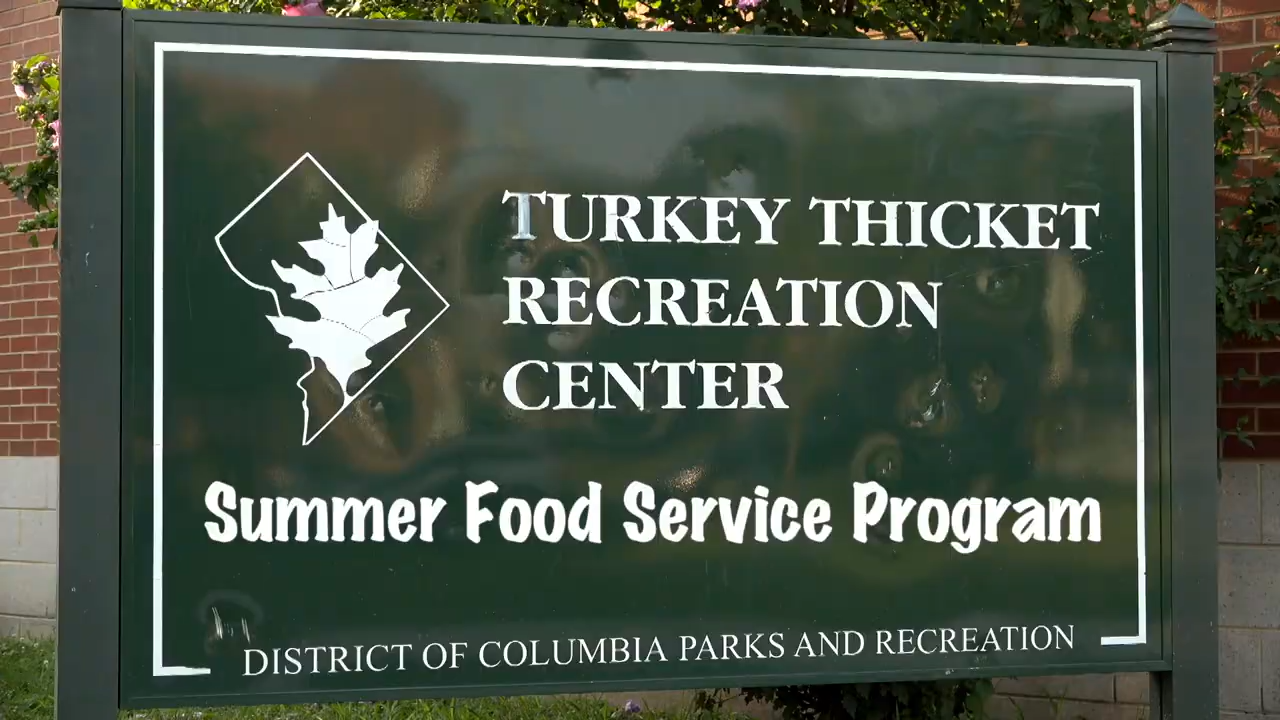 TURKEY THICKET
RECREATION
CENTER
Summer Food Service Program
DISTRICT OF COLUMBIA PARKS AND RECREATION